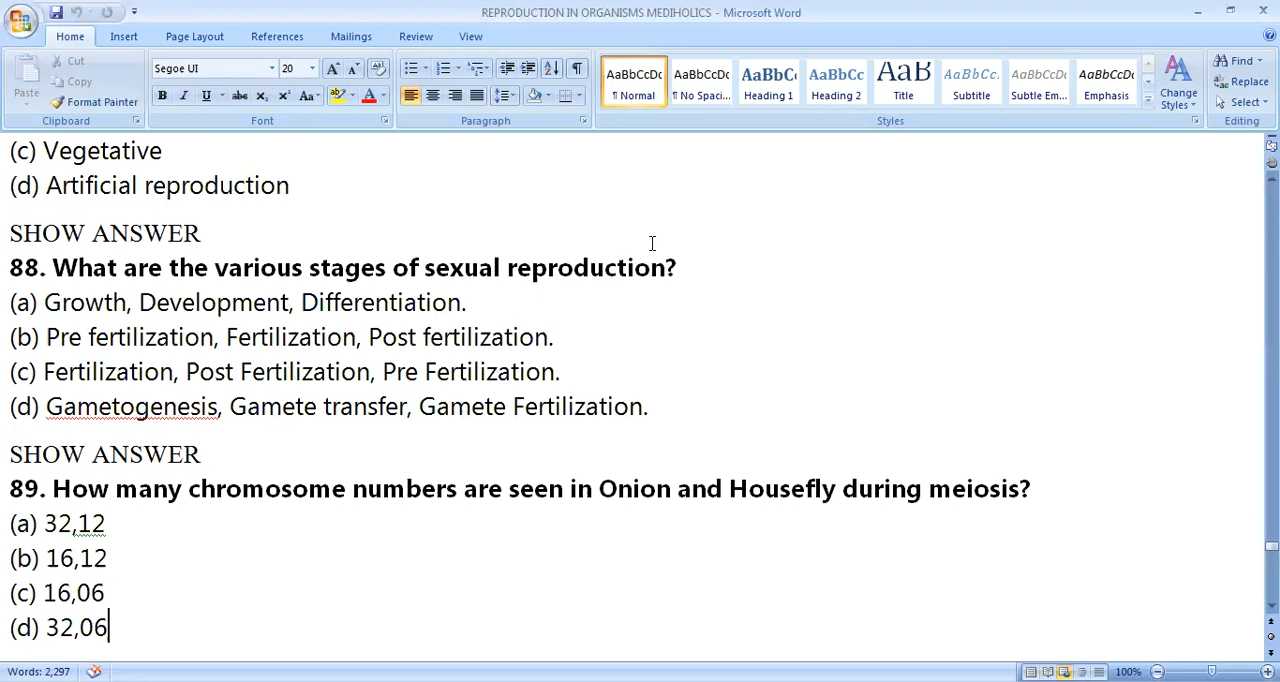 REPRODUCTION IN ORGANISMS MEDIHOLICS - Microsoft Word
Home Insert Page Layout References Mailings Review View
Paste
Cut
Copy
Format Painter
Clipboard
Segoe UI 20
B I U abc X₂ X² Aa
Font
Paragraph
AaBbCcDc AaBbCcDc AaBbC AaBbCc AaB AaBbCc. AaBbCcDc AaBbCcDc
¶ Normal ¶ No Spaci... Heading 1 Heading 2 Title Subtitle Subtle Em... Emphasis
Change Styles
Styles
Find
Replace
Select
Editing
(c) Vegetative
(d) Artificial reproduction
SHOW ANSWER
88. What are the various stages of sexual reproduction?
(a) Growth, Development, Differentiation.
(b) Pre fertilization, Fertilization, Post fertilization.
(c) Fertilization, Post Fertilization, Pre Fertilization.
(d) Gametogenesis, Gamete transfer, Gamete Fertilization.
SHOW ANSWER
89. How many chromosome numbers are seen in Onion and Housefly during meiosis?
(a) 32,12
(b) 16,12
(c) 16,06
(d) 32,06
Words: 2,297
100%